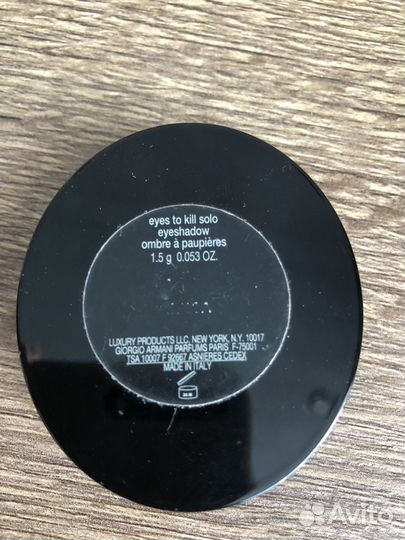 eyes to kill solo
eyeshadow
ombre à paupières
1.5 g 0.053 OZ.
LUXURY PRODUCTS LLC, NEW YORK, N.Y. 10017
GIORGIO ARMANI PARFUMS PARIS F-75001
TSA 10007 F 92667 ASNIERES CEDEX
MADE IN ITALY
24 M
Avito